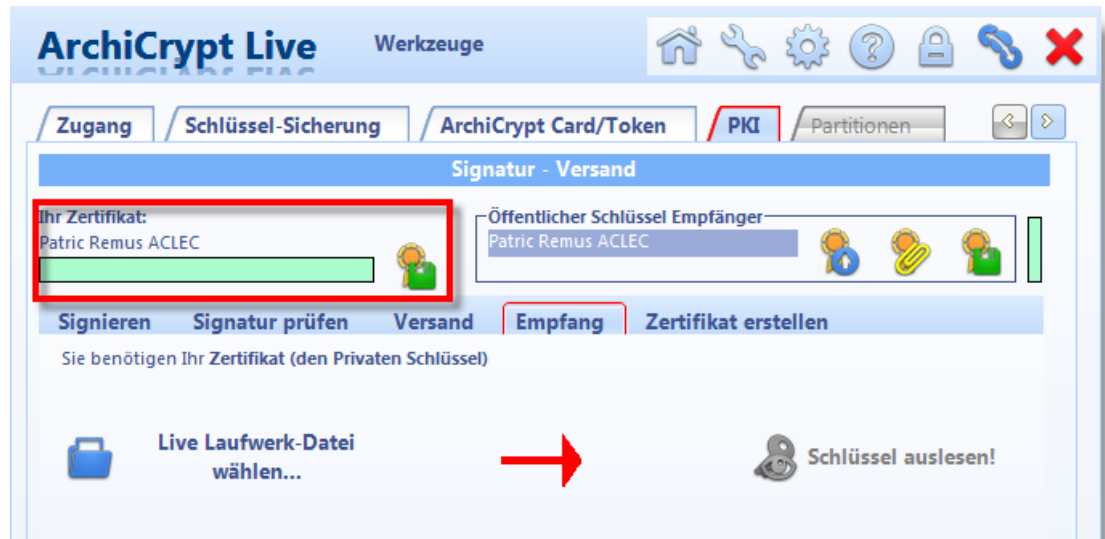 ArchiCrypt Live
Werkzeuge
Zugang Schlüssel-Sicherung ArchiCrypt Card/Token PKI Partitionen
Signatur - Versand
Ihr Zertifikat:
Patric Remus ACLEC
Öffentlicher Schlüssel Empfänger
Patric Remus ACLEC
Signieren Signatur prüfen Versand Empfang Zertifikat erstellen
Sie benötigen Ihr Zertifikat (den Privaten Schlüssel)
Live Laufwerk-Datei
wählen...
Schlüssel auslesen!